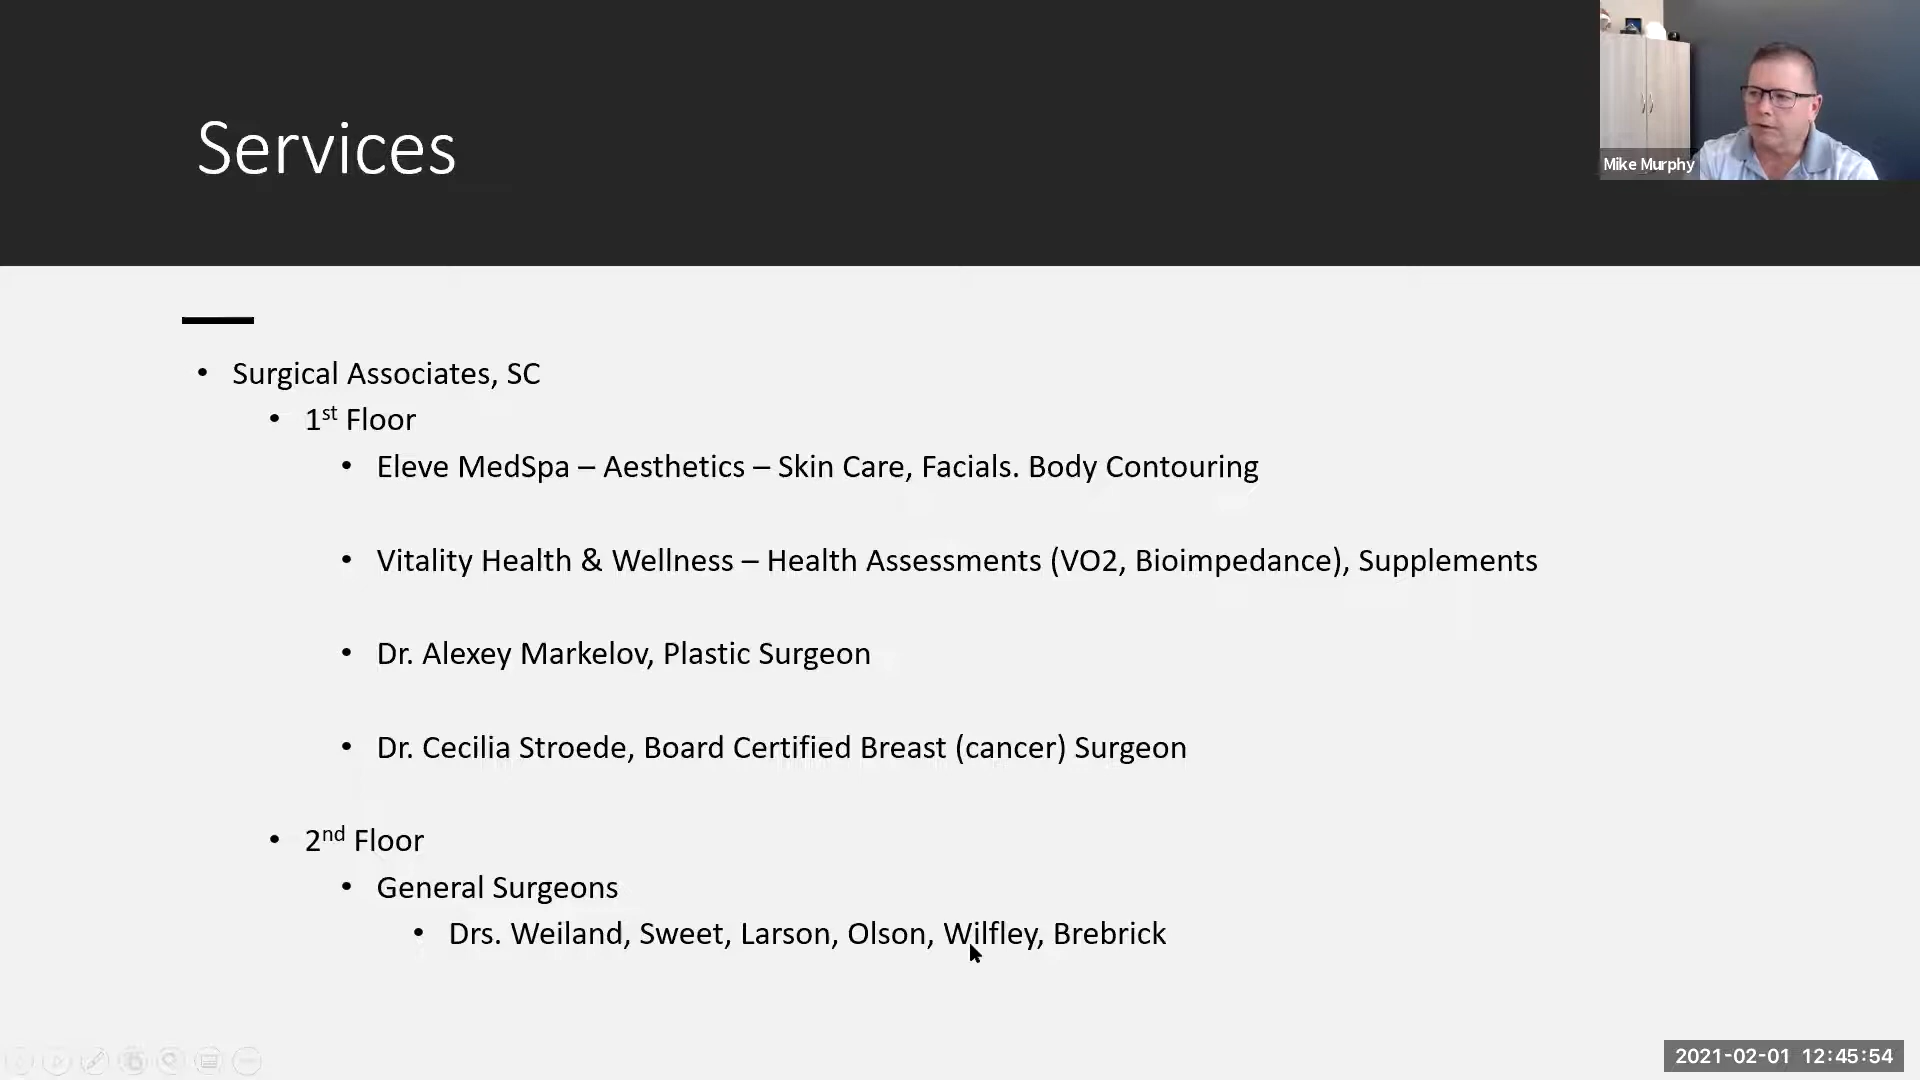 Services
Mike Murphy
• Surgical Associates, SC
• 1st Floor
• Eleve MedSpa – Aesthetics – Skin Care, Facials. Body Contouring
• Vitality Health & Wellness – Health Assessments (VO2, Bioimpedance), Supplements
• Dr. Alexey Markelov, Plastic Surgeon
• Dr. Cecilia Stroede, Board Certified Breast (cancer) Surgeon
• 2nd Floor
• General Surgeons
• Drs. Weiland, Sweet, Larson, Olson, Wilfley, Brebrick
2021-02-01 12:45:54